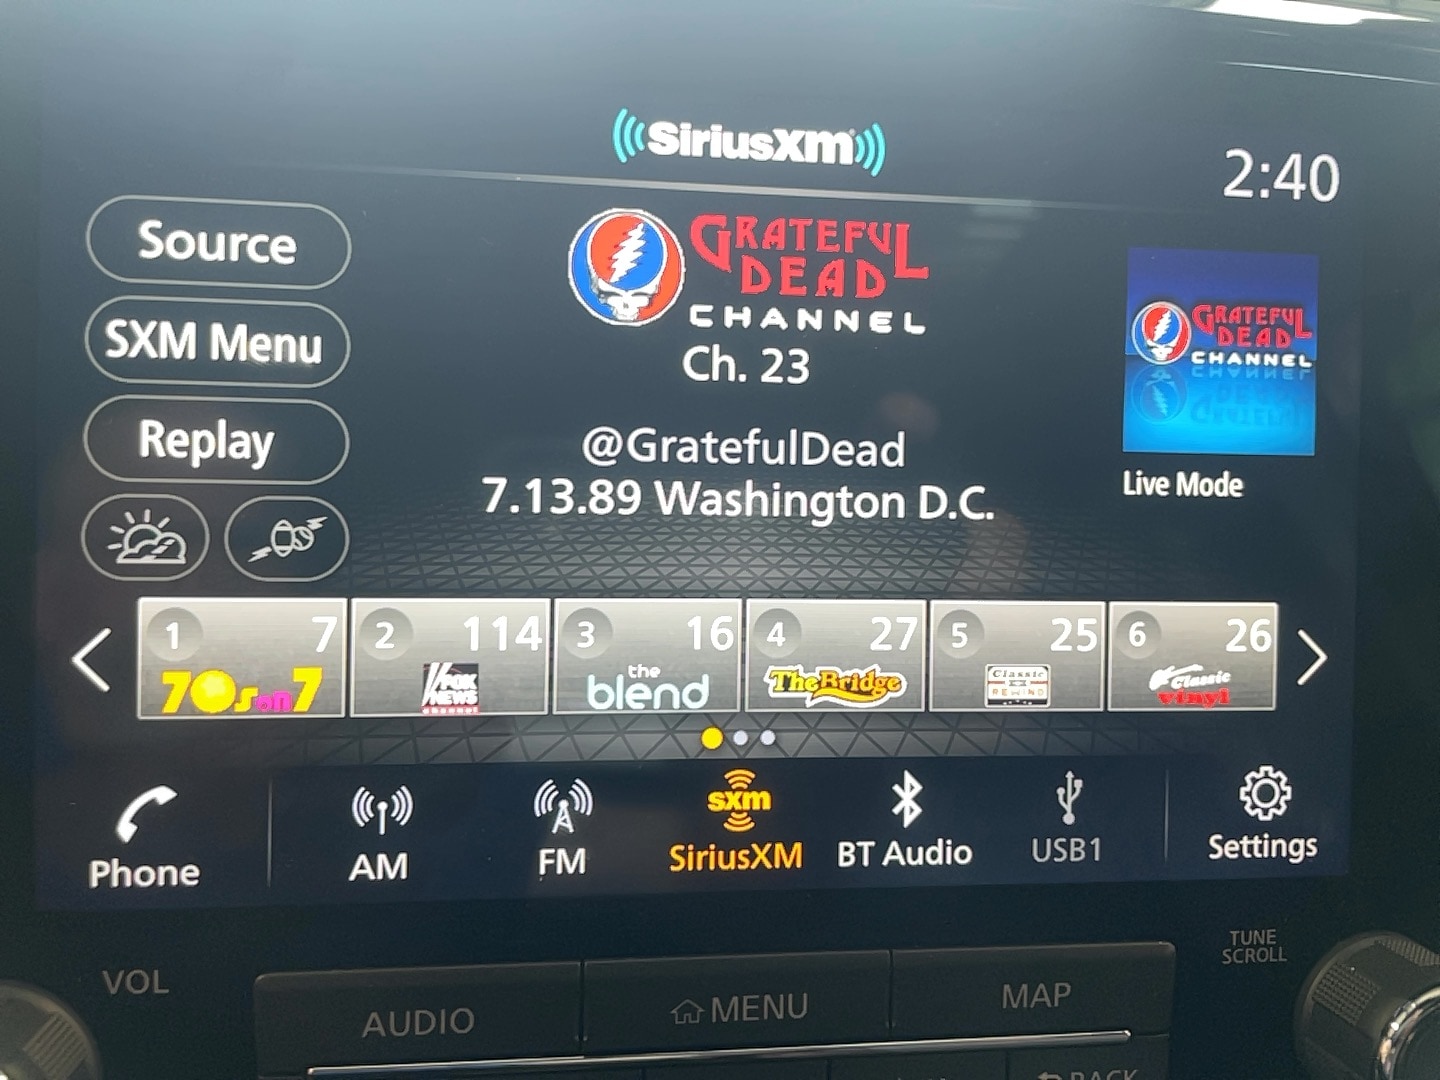 SiriusXM
2:40
Source
SXM Menu
Replay
GRATEFUL
DEAD
CHANNEL
Ch. 23
@GratefulDead
7.13.89 Washington D.C.
GRATEFUL
DEAD
CHANNEL
Live Mode
1 7
70s on 7
2 114
FOX
NEWS
channel
3 16
the
blend
4 27
The Bridge
5 25
Classic
REWIND
6 26
Classic
vinyl
Phone
AM
FM
sxm
SiriusXM
BT Audio
USB1
Settings
VOL
AUDIO
MENU
MAP
TUNE
SCROLL
BACK